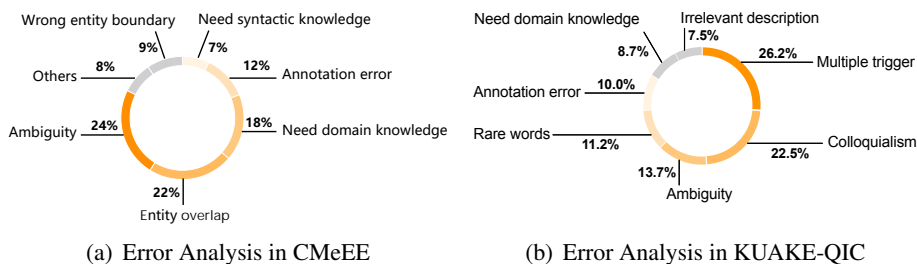 Wrong entity boundary
9%
Need syntactic knowledge
7%
Others
8%
12%
Annotation error
Ambiguity
24%
18%
Need domain knowledge
22%
Entity overlap
(a) Error Analysis in CMeEE
Need domain knowledge
8.7%
Irrelevant description
7.5%
26.2%
Multiple trigger
Annotation error
10.0%
Rare words
11.2%
22.5%
Colloquialism
13.7%
Ambiguity
(b) Error Analysis in KUAKE-QIC